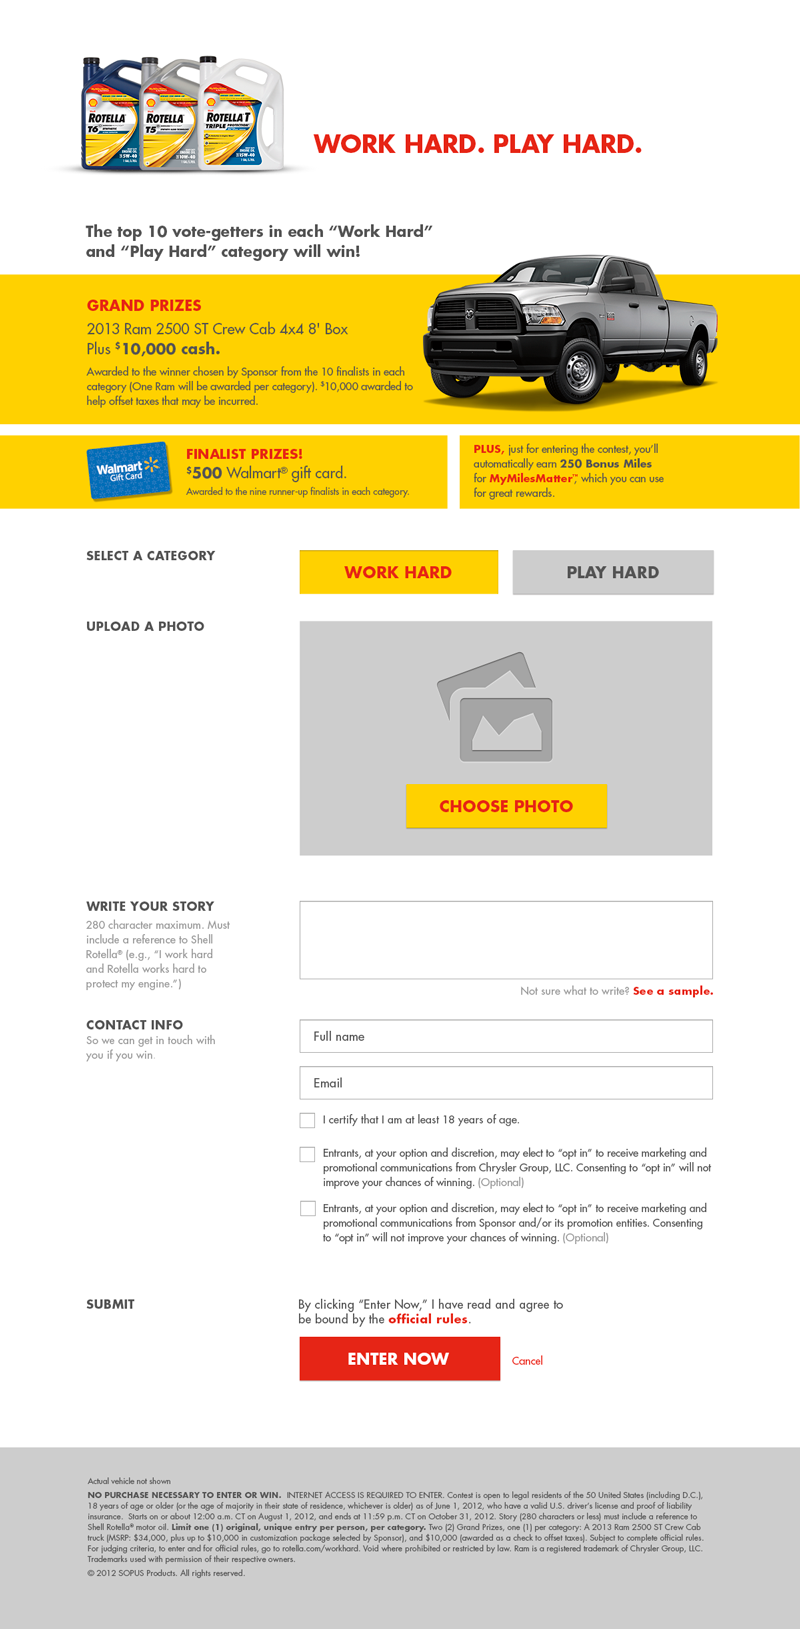 ROTELLA
T6
ROTELLA
T5
ROTELLA T
TRIPLE PROTECTION
WORK HARD. PLAY HARD.
The top 10 vote-getters in each “Work Hard”
and “Play Hard” category will win!
GRAND PRIZES
2013 Ram 2500 ST Crew Cab 4x4 8' Box
Plus $10,000 cash.
Awarded to the winner chosen by Sponsor from the 10 finalists in each
category (One Ram will be awarded per category). $10,000 awarded to
help offset taxes that may be incurred.
Walmart
Gift Card
FINALIST PRIZES!
$500 Walmart® gift card.
Awarded to the nine runner-up finalists in each category.
PLUS, just for entering the contest, you’ll
automatically earn 250 Bonus Miles
for MyMilesMatter™, which you can use
for great rewards.
SELECT A CATEGORY
WORK HARD
PLAY HARD
UPLOAD A PHOTO
CHOOSE PHOTO
WRITE YOUR STORY
280 character maximum. Must
include a reference to Shell
Rotella® (e.g., “I work hard
and Rotella works hard to
protect my engine.”)
Not sure what to write? See a sample.
CONTACT INFO
So we can get in touch with
you if you win.
Full name
Email
I certify that I am at least 18 years of age.
Entrants, at your option and discretion, may elect to “opt in” to receive marketing and
promotional communications from Chrysler Group, LLC. Consenting to “opt in” will not
improve your chances of winning. (Optional)
Entrants, at your option and discretion, may elect to “opt in” to receive marketing and
promotional communications from Sponsor and/or its promotion entities. Consenting
to “opt in” will not improve your chances of winning. (Optional)
SUBMIT
By clicking “Enter Now,” I have read and agree to
be bound by the official rules.
ENTER NOW
Cancel
Actual vehicle not shown
NO PURCHASE NECESSARY TO ENTER OR WIN. INTERNET ACCESS IS REQUIRED TO ENTER. Contest is open to legal residents of the 50 United States (including D.C.),
18 years of age or older (or the age of majority in their state of residence, whichever is older) as of June 1, 2012, who have a valid U.S. driver’s license and proof of liability
insurance. Starts on or about 12:00 a.m. CT on August 1, 2012, and ends at 11:59 p.m. CT on October 31, 2012. Story (280 characters or less) must include a reference to
Shell Rotella® motor oil. Limit one (1) original, unique entry per person, per category. Two (2) Grand Prizes, one (1) per category: A 2013 Ram 2500 ST Crew Cab
truck (MSRP: $34,000, plus up to $10,000 in customization package selected by Sponsor), and $10,000 (awarded as a check to offset taxes). Subject to complete official rules.
For judging criteria, to enter and for official rules, go to rotella.com/workhard. Void where prohibited or restricted by law. Ram is a registered trademark of Chrysler Group, LLC.
Trademarks used with permission of their respective owners.
© 2012 SOPUS Products. All rights reserved.